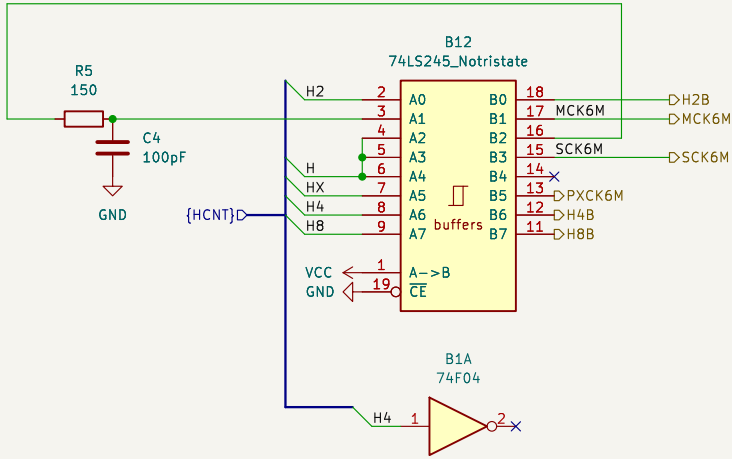 B12
74LS245_Notristate
R5
150
H2
2
A0
B0
18
H2B
3
A1
B1
17
MCK6M
MCK6M
C4
100pF
4
A2
B2
16
5
A3
B3
15
SCK6M
SCK6M
H
6
A4
B4
14
HX
7
A5
B5
13
PXCK6M
GND
{HCNT}
H4
8
A6
B6
12
H4B
buffers
H8
9
A7
B7
11
H8B
VCC
1
A->B
GND
19
CE
B1A
74F04
H4
1
2